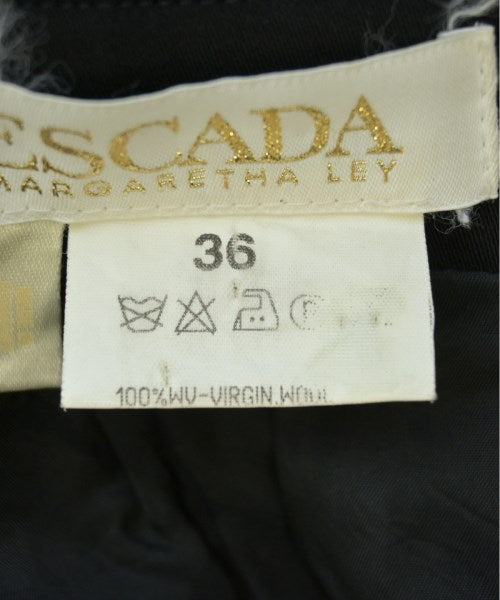 ESCADA
MARGARETHA LEY
36
P
100%WV-VIRGIN.WOOL